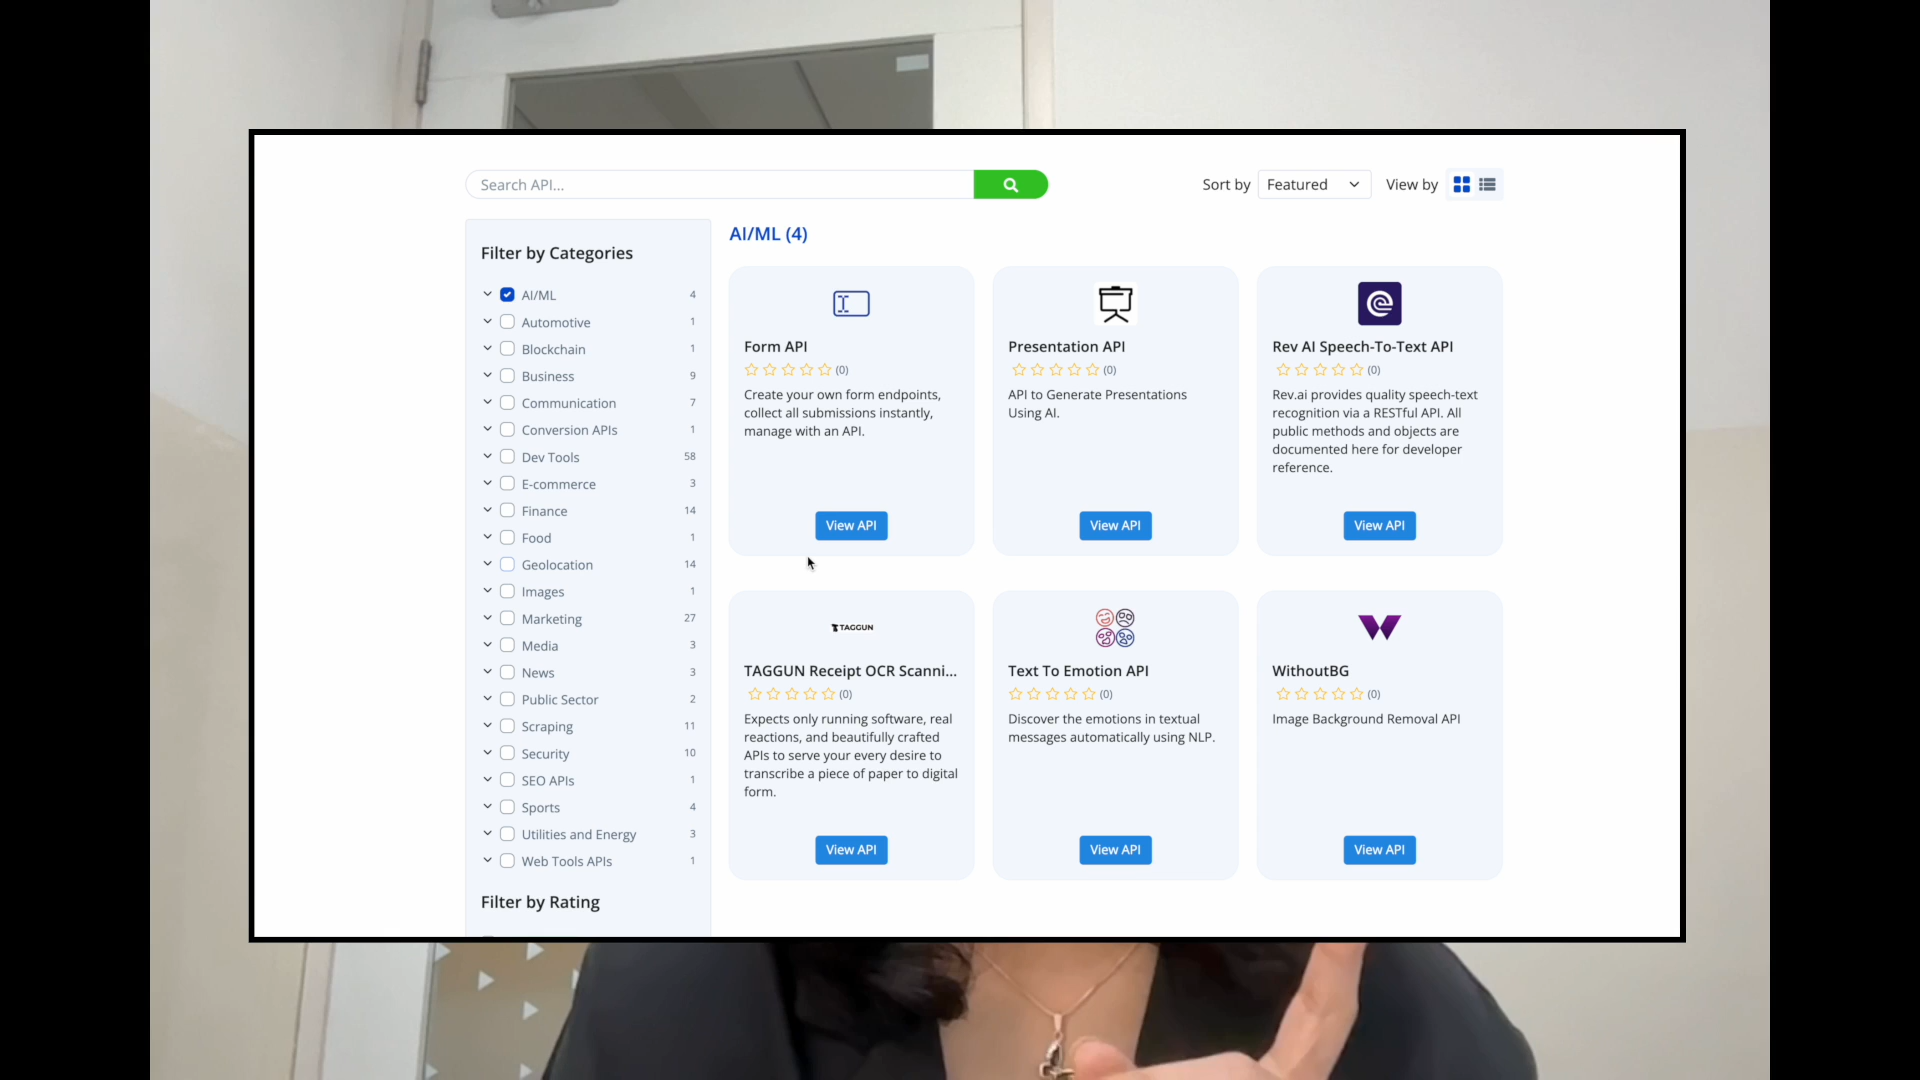 Search API...
Sort by Featured View by
Filter by Categories
AI/ML 4
Automotive 1
Blockchain 1
Business 9
Communication 7
Conversion APIs 1
Dev Tools 58
E-commerce 3
Finance 14
Food 1
Geolocation 14
Images 1
Marketing 27
Media 3
News 3
Public Sector 2
Scraping 11
Security 10
SEO APIs 1
Sports 4
Utilities and Energy 3
Web Tools APIs 1
Filter by Rating
AI/ML (4)
Form API
(0)
Create your own form endpoints,
collect all submissions instantly,
manage with an API.
View API
Presentation API
(0)
API to Generate Presentations
Using AI.
View API
Rev AI Speech-To-Text API
(0)
Rev.ai provides quality speech-text
recognition via a RESTful API. All
public methods and objects are
documented here for developer
reference.
View API
TAGGUN
TAGGUN Receipt OCR Scanni...
(0)
Expects only running software, real
reactions, and beautifully crafted
APIs to serve your every desire to
transcribe a piece of paper to digital
form.
View API
Text To Emotion API
(0)
Discover the emotions in textual
messages automatically using NLP.
View API
WithoutBG
(0)
Image Background Removal API
View API